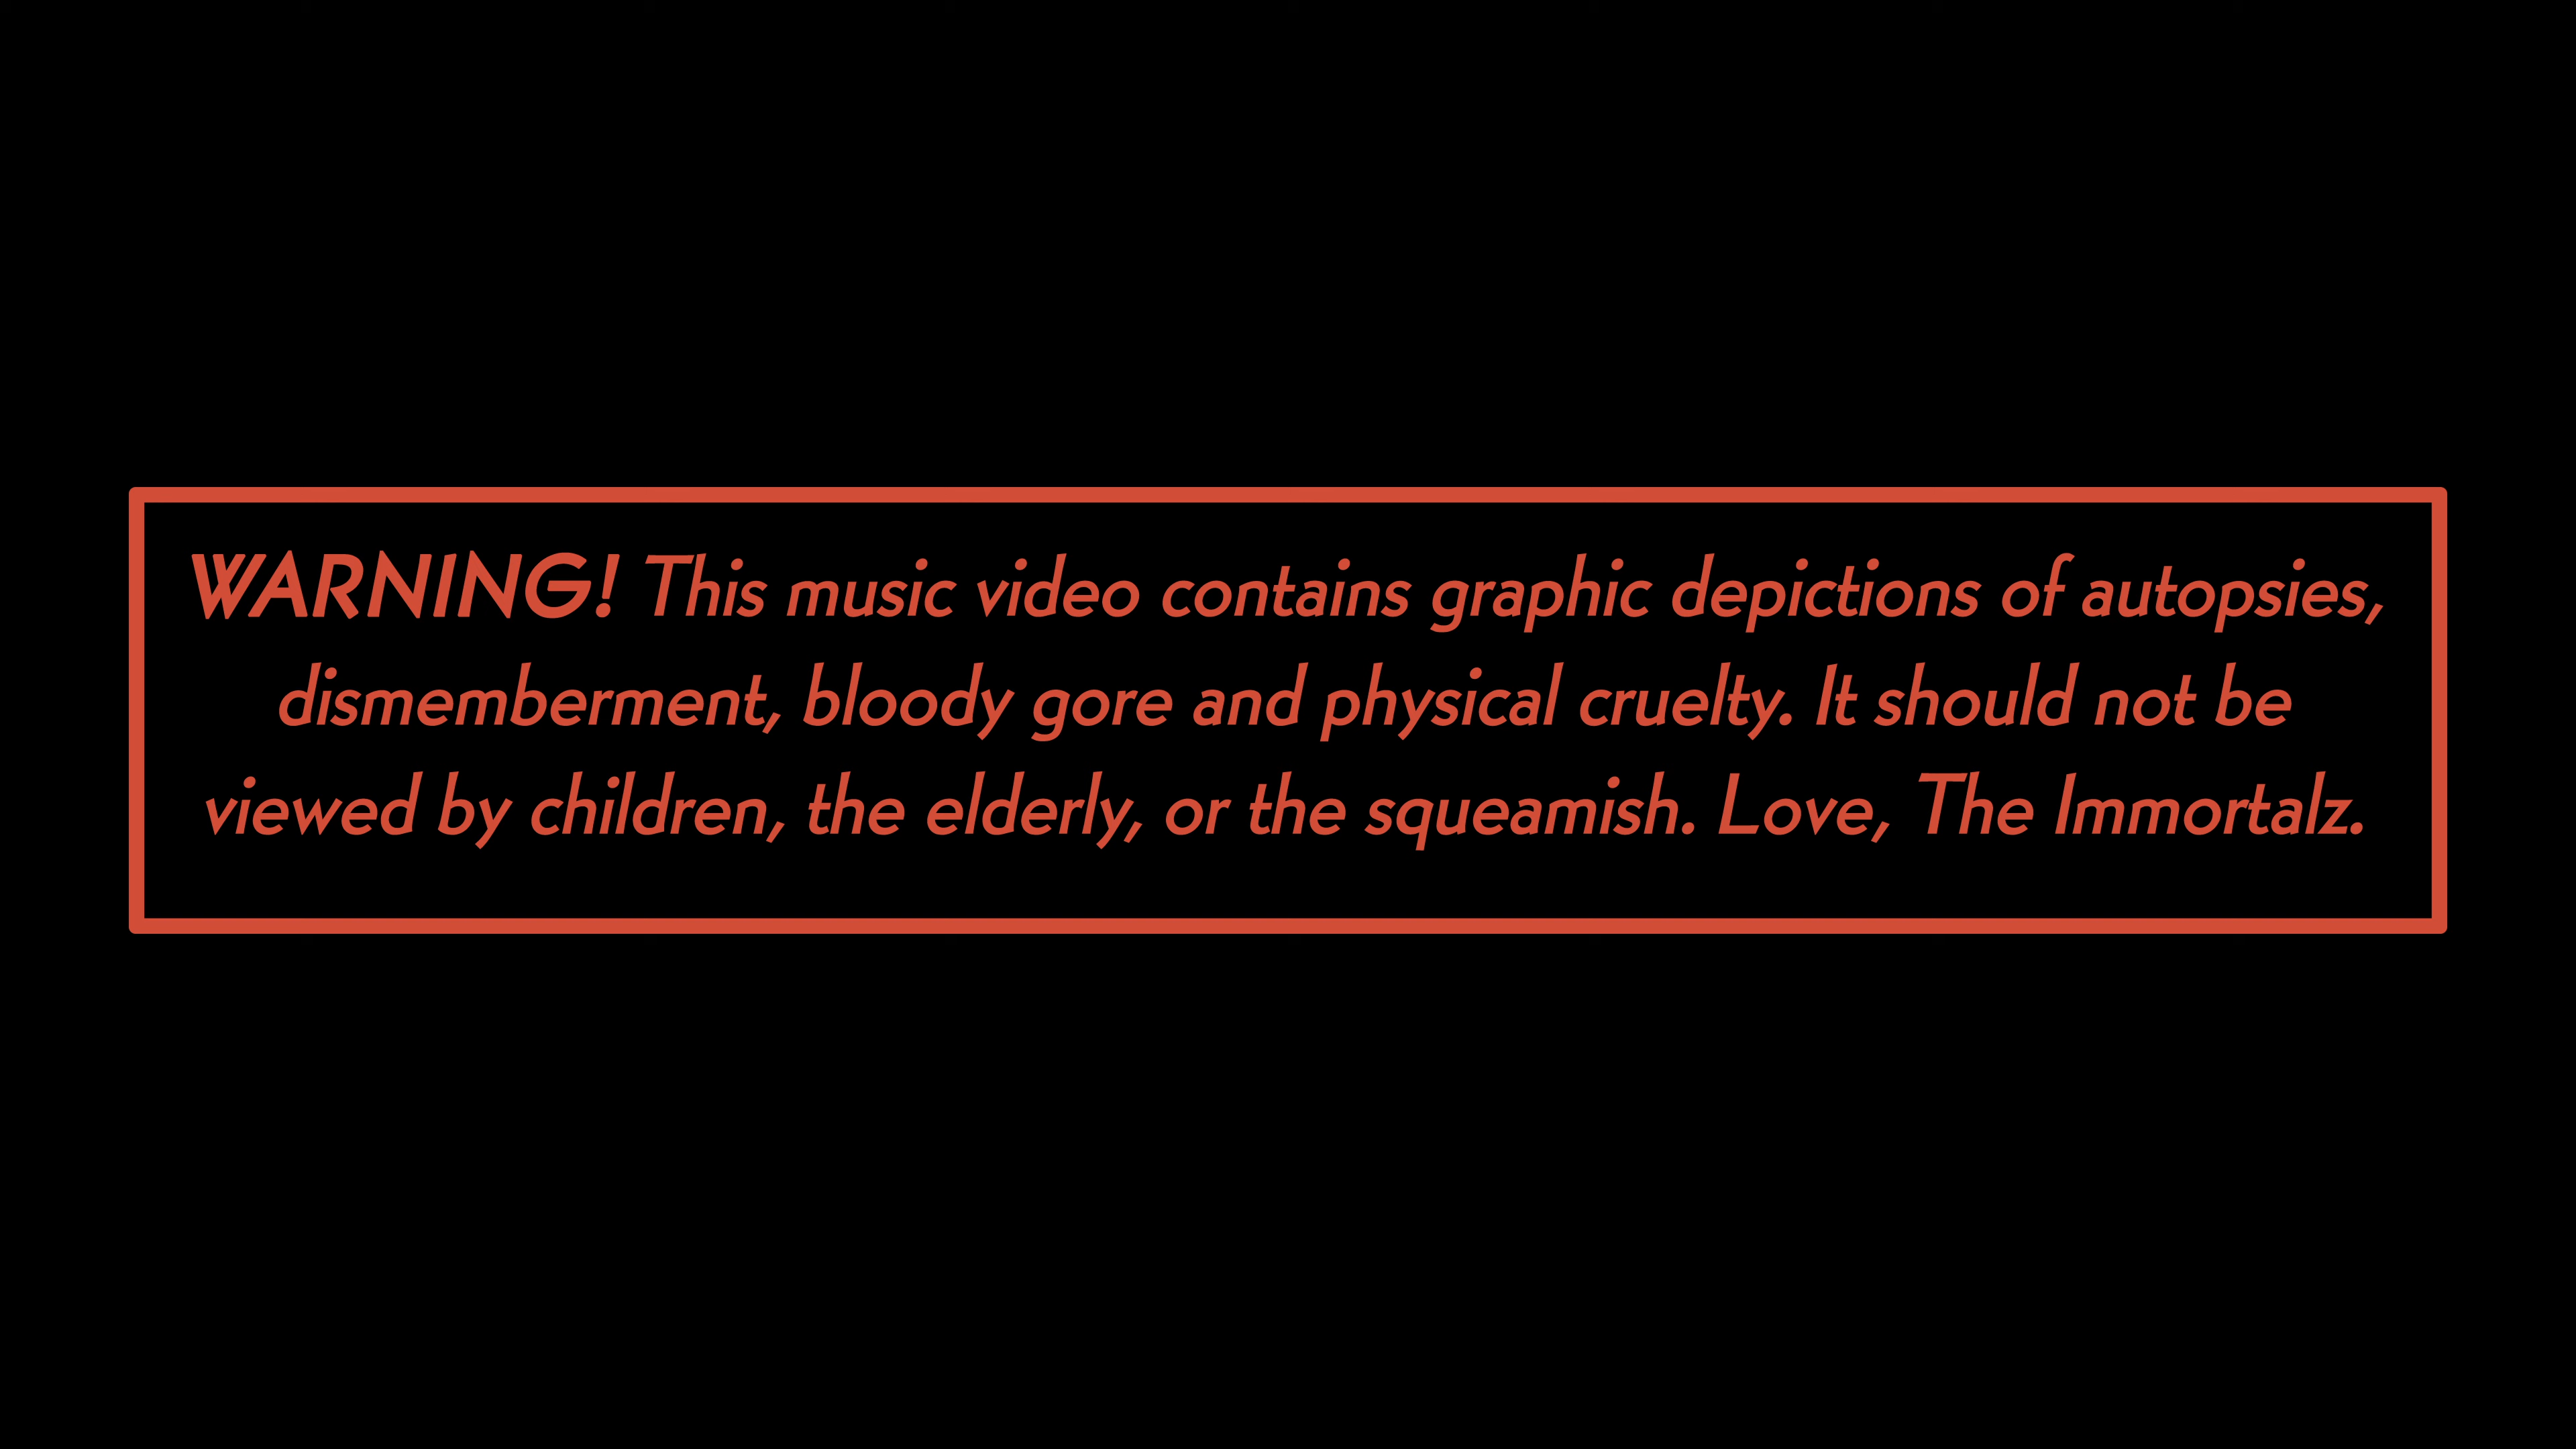 WARNING! This music video contains graphic depictions of autopsies,
dismemberment, bloody gore and physical cruelty. It should not be
viewed by children, the elderly, or the squeamish. Love, The Immortalz.